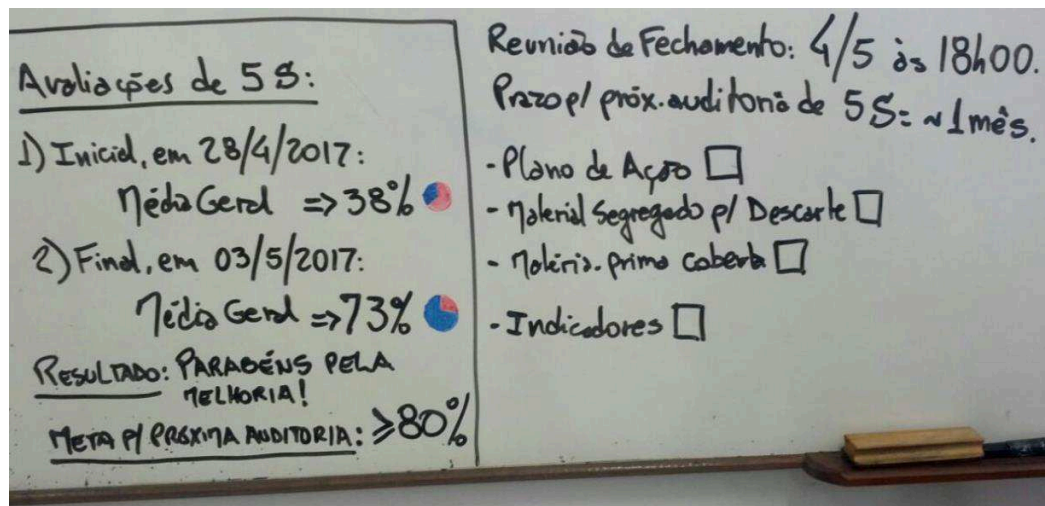 Avaliações de 5 S:
1) Inicial, em 28/4/2017:
Média Geral => 38%
2) Final, em 03/5/2017:
Média Geral => 73%
RESULTADO: PARABÉNS PELA
MELHORIA!
META P/ PRÓXIMA AUDITORIA: ≥80%
Reunião de Fechamento: 4/5 às 18h00.
Prazo p/ próx. auditoria de 5S: ~1 mês.
- Plano de Ação □
- Material Segregado p/ Descarte □
- Matéria-prima coberta □
- Indicadores □